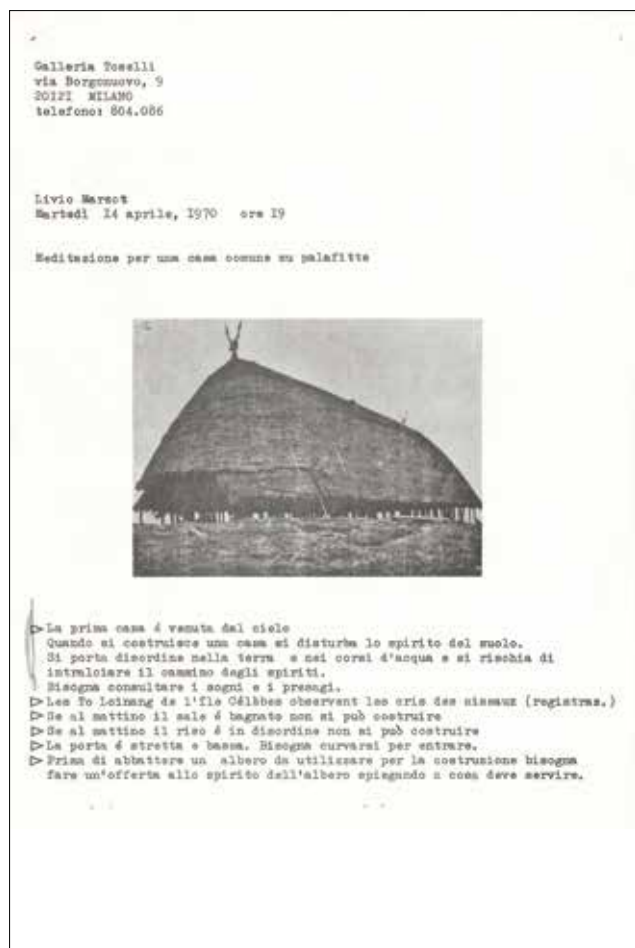 Galleria Toselli
via Borgonuovo, 9
20121 MILANO
telefono: 804.086
Livio Marzot
Martedì 14 aprile, 1970 ore 19
Meditazione per una casa comune su palafitte
La prima casa é venuta dal cielo
Quando si costruisce una casa si disturba lo spirito del suolo.
Si porta disordine nella terra e nei corsi d'acqua e si rischia di
intralciare il cammino degli spiriti.
Bisogna consultare i sogni e i presagi.
Les To Loinang de l'île Célèbes observent les cris des oiseaux (registraz.)
Se al mattino il sale é bagnato non si può costruire
Se al mattino il riso é in disordine non si può costruire
La porta é stretta e bassa. Bisogna curvarsi per entrare.
Prima di abbattere un albero da utilizzare per la costruzione bisogna
fare un'offerta allo spirito dell'albero spiegando a cosa deve servire.